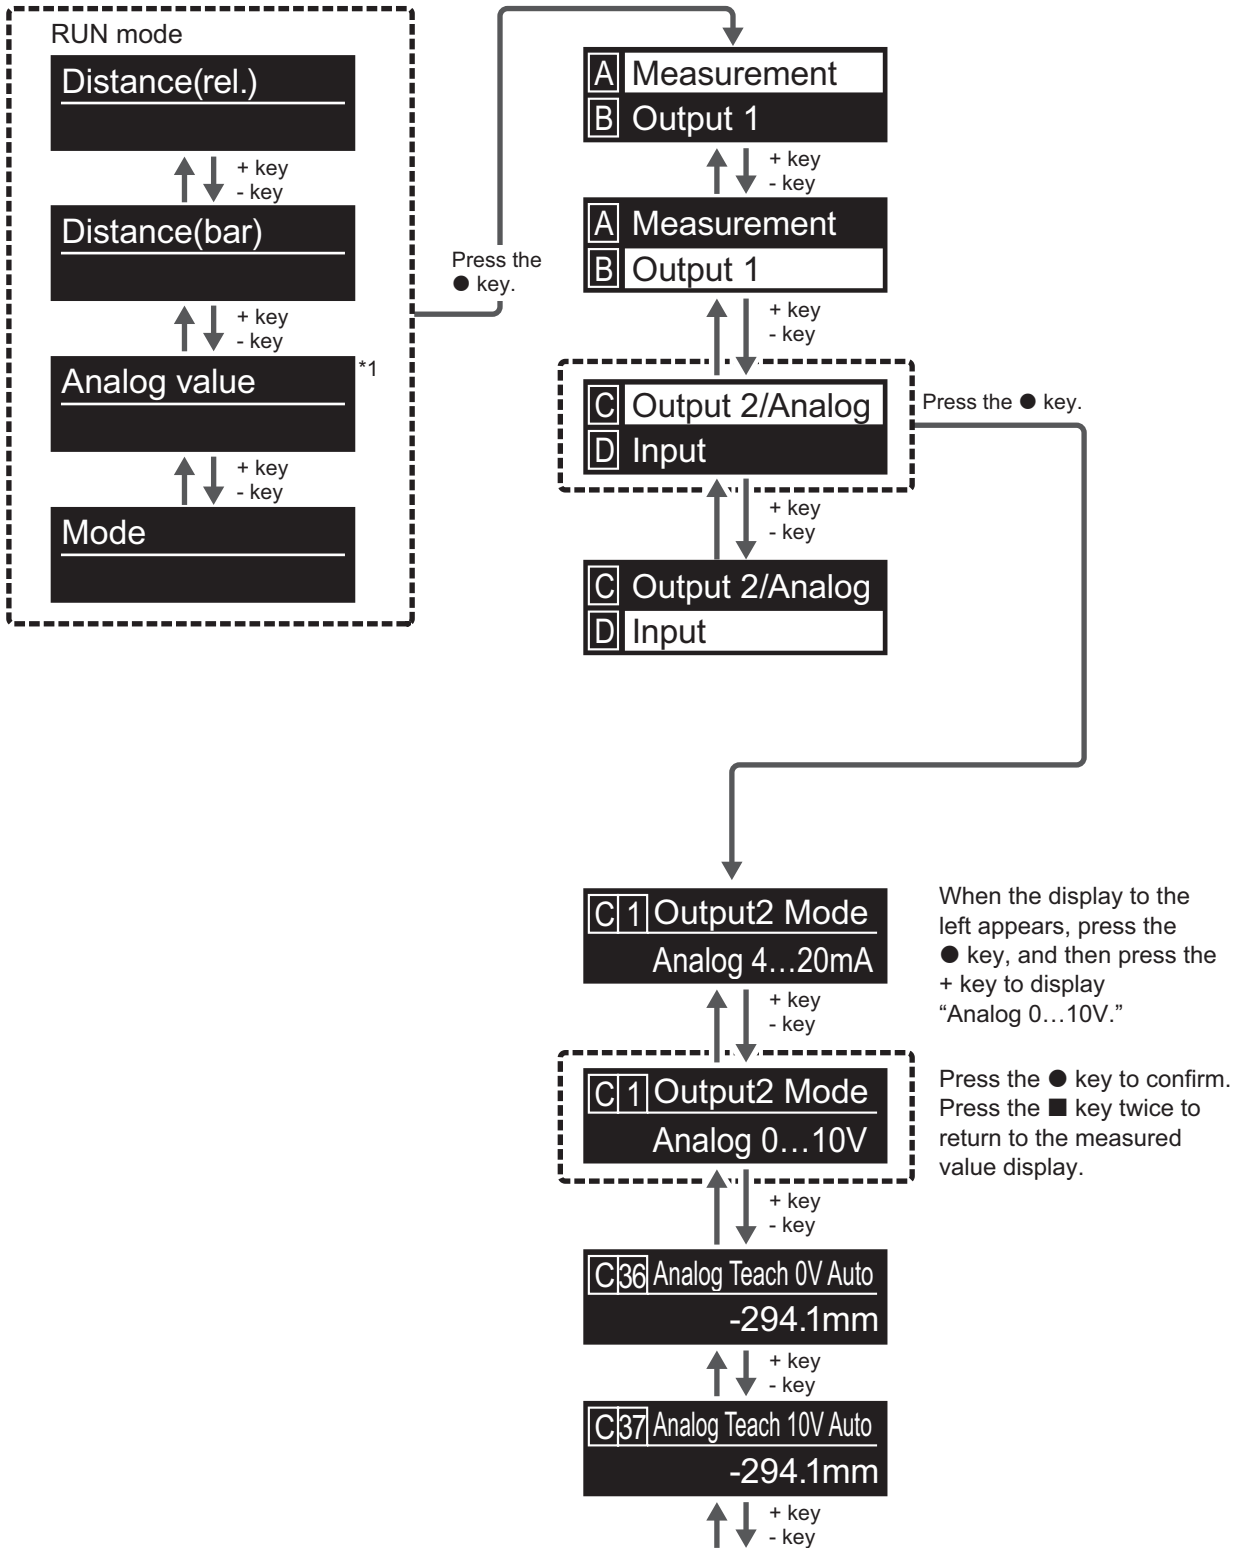 RUN mode
Distance(rel.)
+ key
- key
Distance(bar)
+ key
- key
Analog value
*1
+ key
- key
Mode
Press the
● key.
A Measurement
B Output 1
+ key
- key
A Measurement
B Output 1
+ key
- key
C Output 2/Analog
D Input
Press the ● key.
+ key
- key
C Output 2/Analog
D Input
C 1 Output2 Mode
Analog 4…20mA
When the display to the
left appears, press the
● key, and then press the
+ key to display
“Analog 0…10V.”
+ key
- key
C 1 Output2 Mode
Analog 0…10V
Press the ● key to confirm.
Press the ■ key twice to
return to the measured
value display.
+ key
- key
C 36 Analog Teach 0V Auto
-294.1mm
+ key
- key
C 37 Analog Teach 10V Auto
-294.1mm
+ key
- key